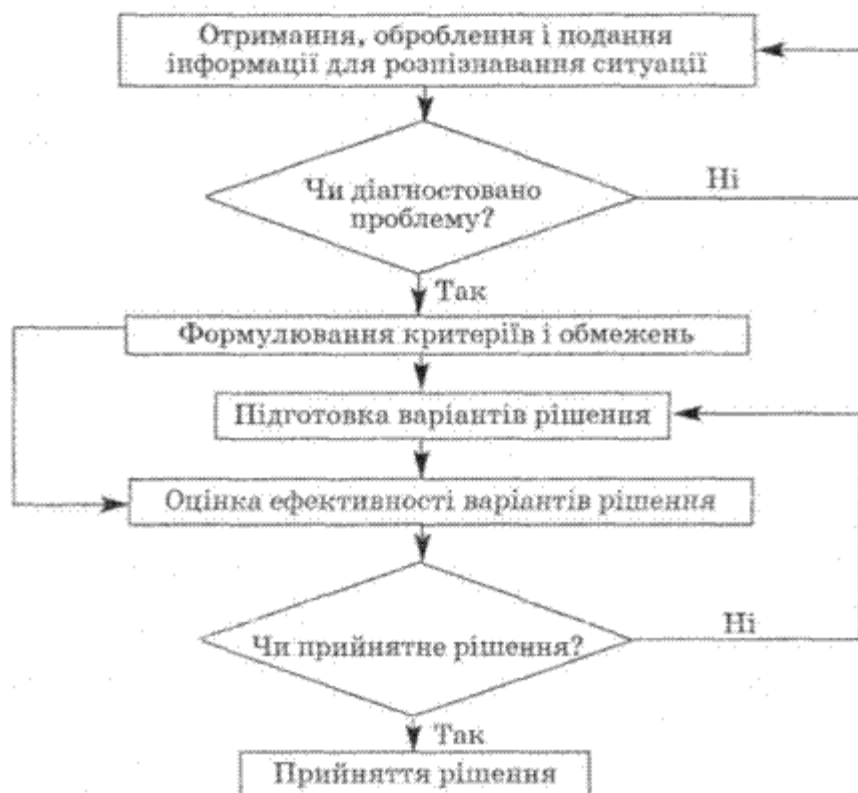 Отримання, оброблення і подання
інформації для розпізнавання ситуації
Чи діагностовано
проблему?
Ні
Так
Формулювання критеріїв і обмежень
Підготовка варіантів рішення
Оцінка ефективності варіантів рішення
Чи прийнятне рішення?
Ні
Так
Прийняття рішення